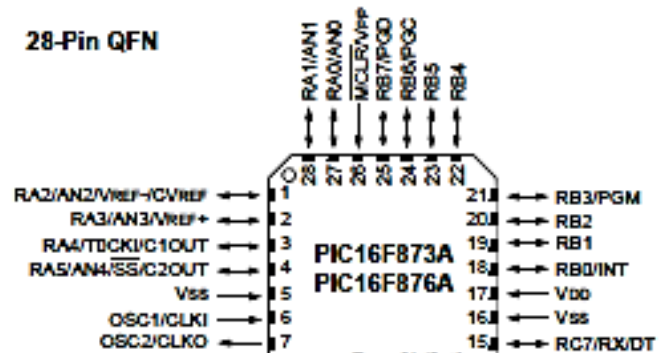 28-Pin QFN
RA1/AN1
RA0/AN0
MCLR/VPP
RB7/PGD
RB6/PGC
RB5
RB4
28 27 26 25 24 23 22
RA2/AN2/VREF-/CVREF 1
RA3/AN3/VREF+ 2
RA4/T0CKI/C1OUT 3
RA5/AN4/SS/C2OUT 4
VSS 5
OSC1/CLKI 6
OSC2/CLKO 7
PIC16F873A
PIC16F876A
21 RB3/PGM
20 RB2
19 RB1
18 RB0/INT
17 VDD
16 VSS
15 RC7/RX/DT